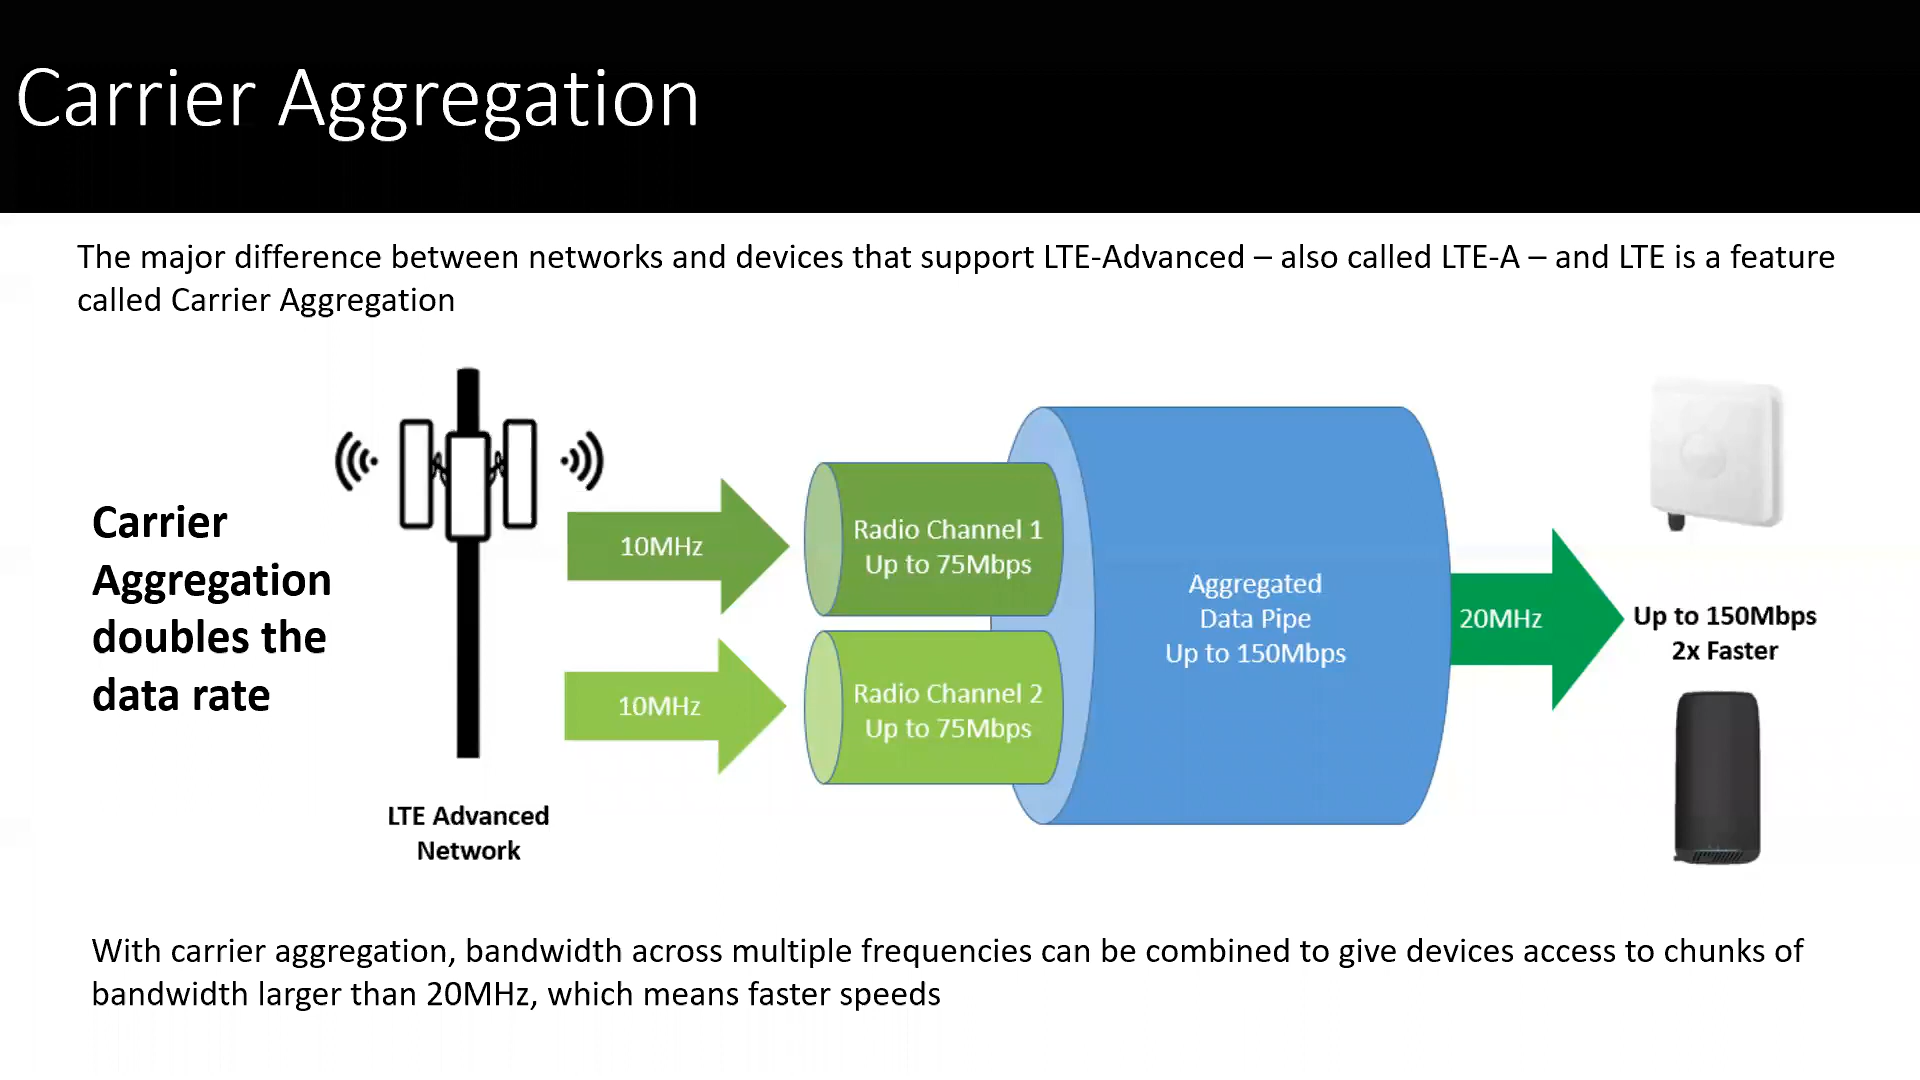 Carrier Aggregation
The major difference between networks and devices that support LTE-Advanced – also called LTE-A – and LTE is a feature
called Carrier Aggregation
Carrier
Aggregation
doubles the
data rate
LTE Advanced
Network
10MHz
10MHz
Radio Channel 1
Up to 75Mbps
Radio Channel 2
Up to 75Mbps
Aggregated
Data Pipe
Up to 150Mbps
20MHz
Up to 150Mbps
2x Faster
With carrier aggregation, bandwidth across multiple frequencies can be combined to give devices access to chunks of
bandwidth larger than 20MHz, which means faster speeds